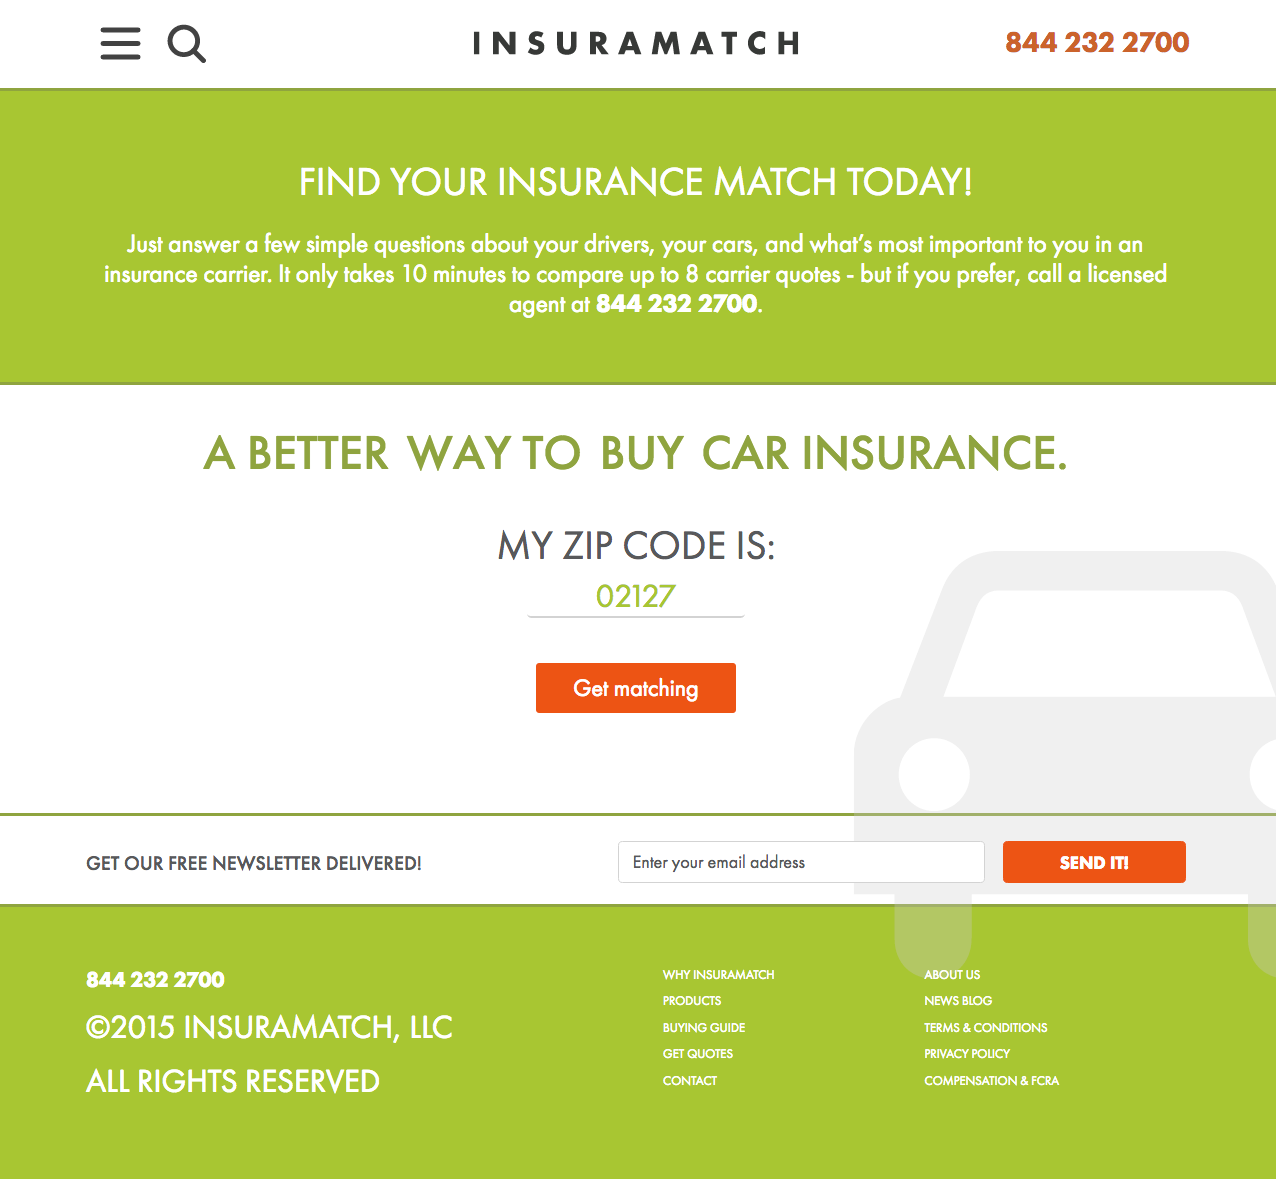 INSURAMATCH
844 232 2700
FIND YOUR INSURANCE MATCH TODAY!
Just answer a few simple questions about your drivers, your cars, and what's most important to you in an
insurance carrier. It only takes 10 minutes to compare up to 8 carrier quotes - but if you prefer, call a licensed
agent at 844 232 2700.
A BETTER WAY TO BUY CAR INSURANCE.
MY ZIP CODE IS:
02127
Get matching
GET OUR FREE NEWSLETTER DELIVERED!
Enter your email address
SEND IT!
844 232 2700
©2015 INSURAMATCH, LLC
ALL RIGHTS RESERVED
WHY INSURAMATCH
PRODUCTS
BUYING GUIDE
GET QUOTES
CONTACT
ABOUT US
NEWS BLOG
TERMS & CONDITIONS
PRIVACY POLICY
COMPENSATION & FCRA